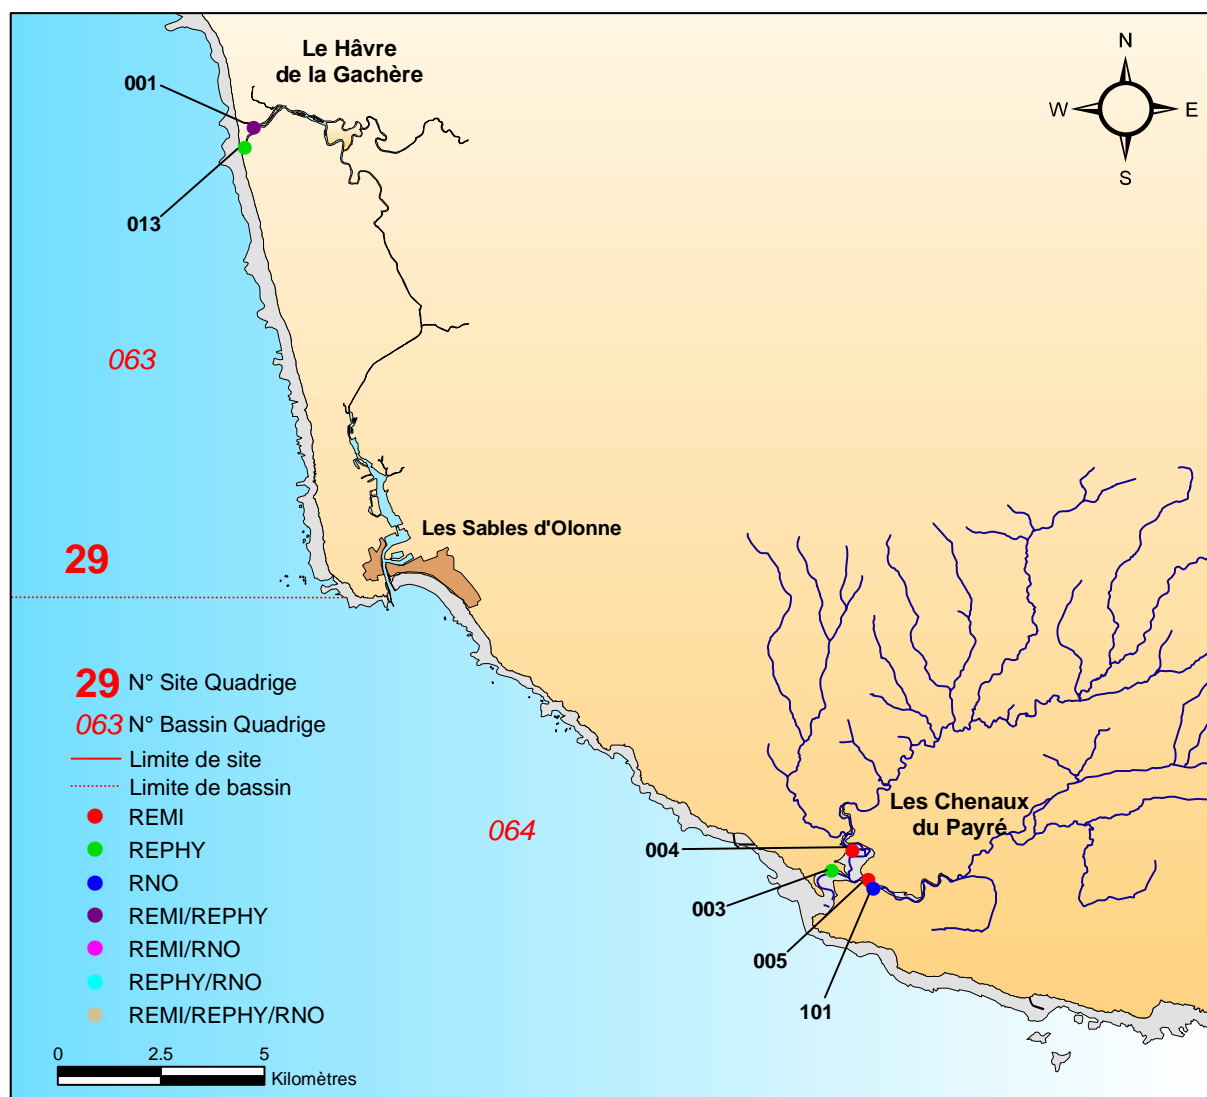 Le Hâvre
de la Gachère
001
013
N
W
E
S
063
Les Sables d'Olonne
29
29 N° Site Quadrige
063 N° Bassin Quadrige
Limite de site
Limite de bassin
REMI
REPHY
RNO
REMI/REPHY
REMI/RNO
REPHY/RNO
REMI/REPHY/RNO
064
Les Chenaux
du Payré
004
003
005
101
0 2.5 5
Kilomètres